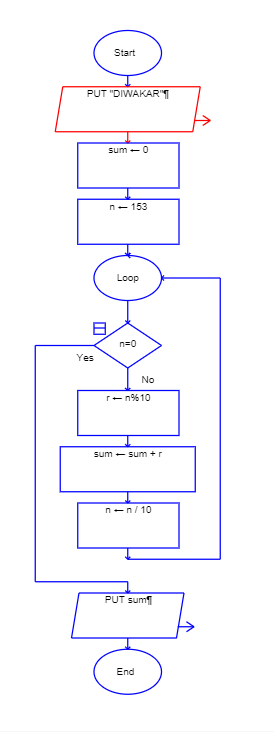 Start
PUT "DIWAKAR"¶
sum ← 0
n ← 153
Loop
n=0
Yes
No
r ← n%10
sum ← sum + r
n ← n / 10
PUT sum¶
End